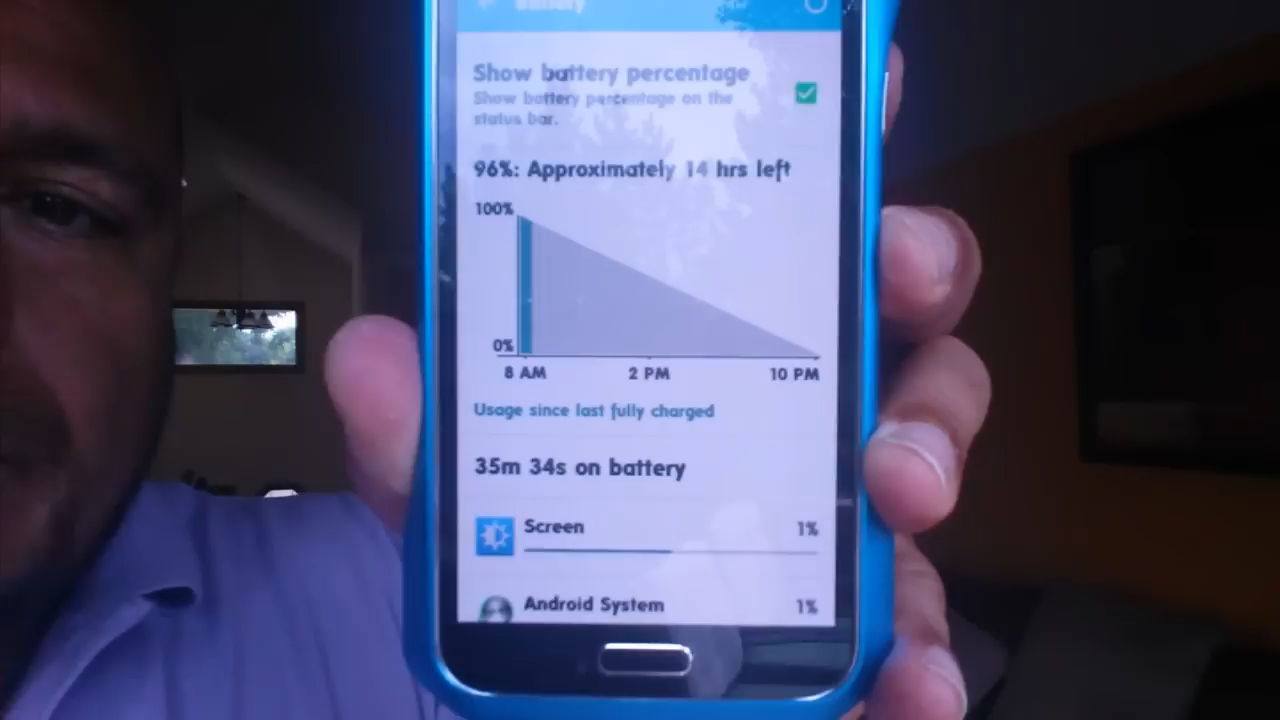 Battery
Show battery percentage
Show battery percentage on the
status bar.
96%: Approximately 14 hrs left
100%
0%
8 AM 2 PM 10 PM
Usage since last fully charged
35m 34s on battery
Screen 1%
Android System 1%